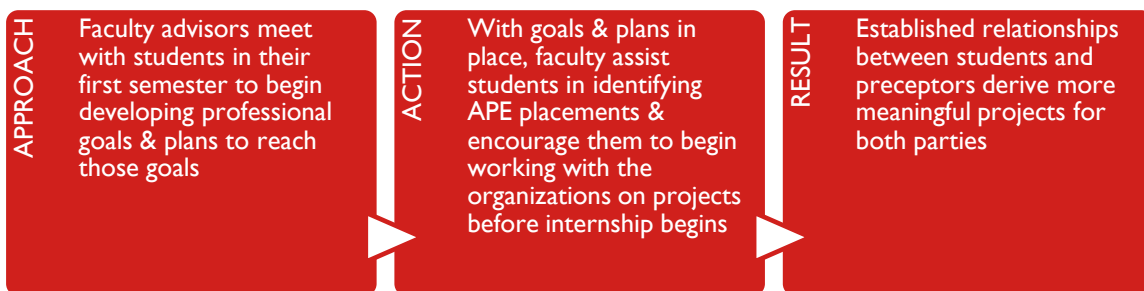 APPROACH
Faculty advisors meet
with students in their
first semester to begin
developing professional
goals & plans to reach
those goals
ACTION
With goals & plans in
place, faculty assist
students in identifying
APE placements &
encourage them to begin
working with the
organizations on projects
before internship begins
RESULT
Established relationships
between students and
preceptors derive more
meaningful projects for
both parties